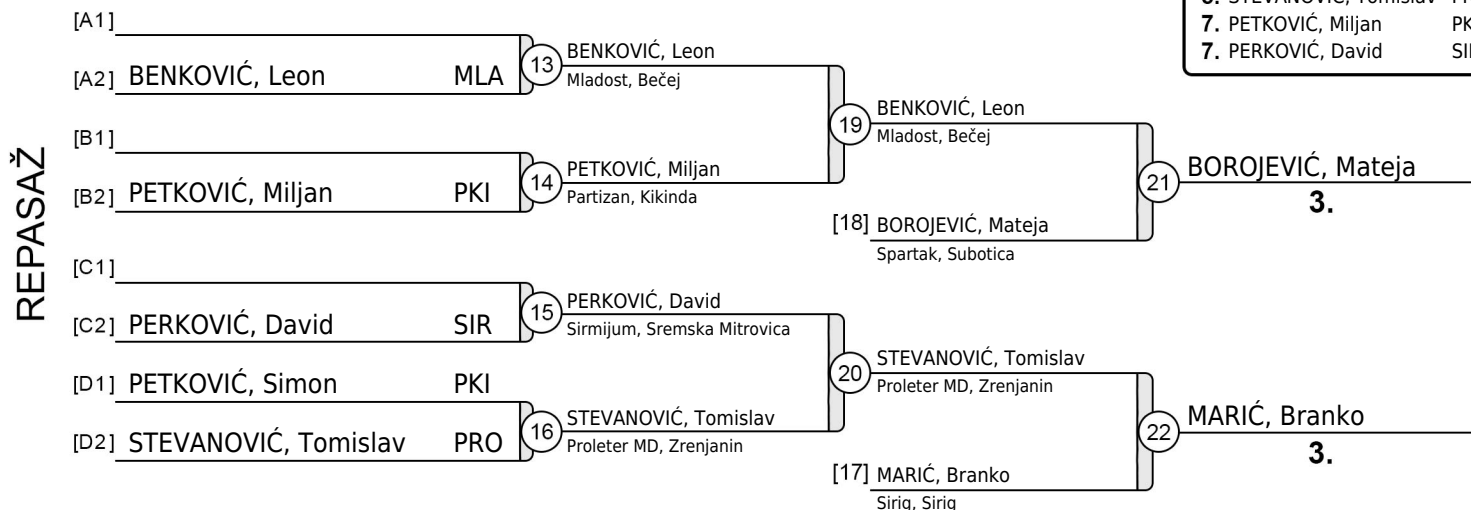 REPASAŽ
[A1]
[A2] BENKOVIĆ, Leon MLA
[B1]
[B2] PETKOVIĆ, Miljan PKI
[C1]
[C2] PERKOVIĆ, David SIR
[D1] PETKOVIĆ, Simon PKI
[D2] STEVANOVIĆ, Tomislav PRO
13 BENKOVIĆ, Leon
Mladost, Bečej
14 PETKOVIĆ, Miljan
Partizan, Kikinda
15 PERKOVIĆ, David
Sirmijum, Sremska Mitrovica
16 STEVANOVIĆ, Tomislav
Proleter MD, Zrenjanin
19 BENKOVIĆ, Leon
Mladost, Bečej
[18] BOROJEVIĆ, Mateja
Spartak, Subotica
20 STEVANOVIĆ, Tomislav
Proleter MD, Zrenjanin
[17] MARIĆ, Branko
Sirig, Sirig
21 BOROJEVIĆ, Mateja
3.
22 MARIĆ, Branko
3.
STEVANOVIĆ, Tomislav
7. PETKOVIĆ, Miljan PK
7. PERKOVIĆ, David